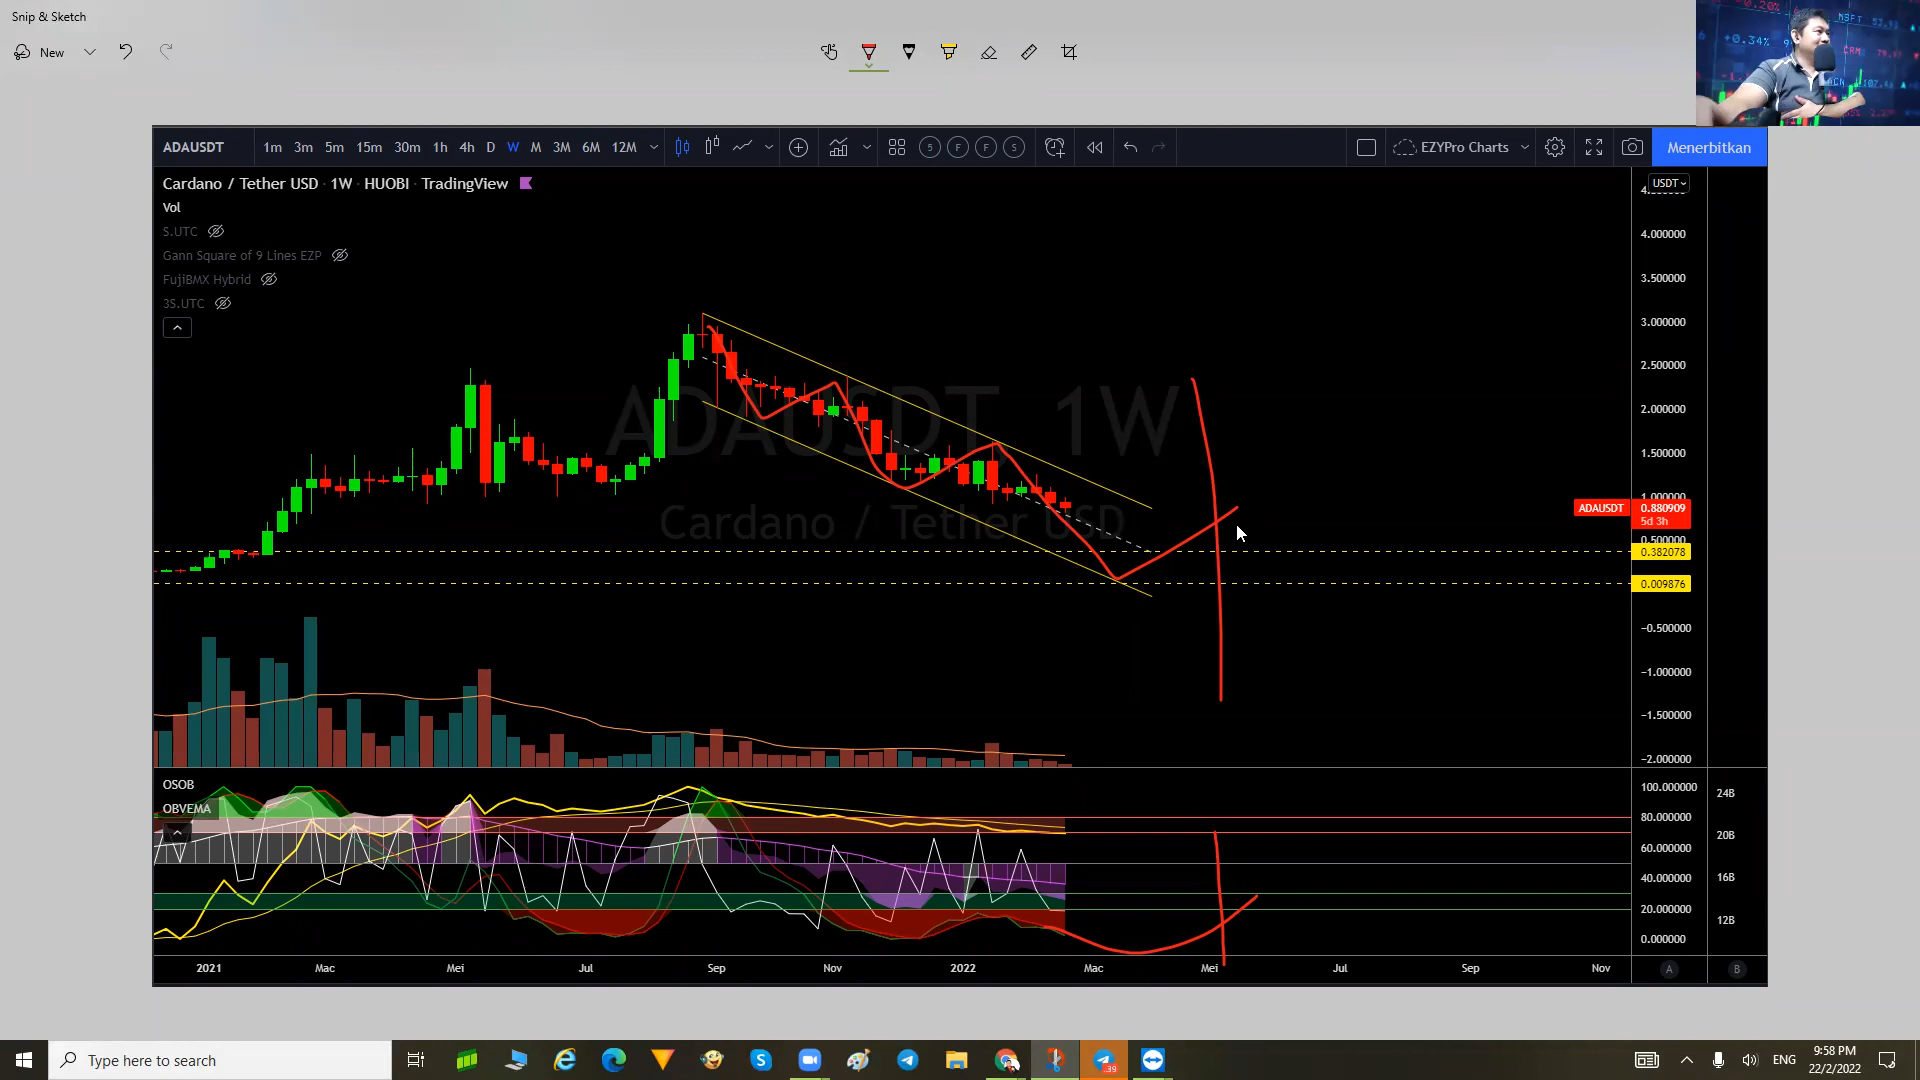 Snip & Sketch
New
+0.34%
ADAUSDT 1m 3m 5m 15m 30m 1h 4h D W M 3M 6M 12M 5 F F S EZYPro Charts Menerbitkan
Cardano / Tether USD · 1W · HUOBI · TradingView
Vol
S.UTC
Gann Square of 9 Lines EZP
FujiBMX Hybrid
3S.UTC
ADAUSDT, 1W
Cardano / Tether USD
USDT
4.000000
3.500000
3.000000
2.500000
2.000000
1.500000
1.000000
ADAUSDT 0.880909
5d 3h
0.500000
0.382078
0.009876
−0.500000
−1.000000
−1.500000
−2.000000
OSOB
OBVEMA
100.000000
80.000000
60.000000
40.000000
20.000000
0.000000
24B
20B
16B
12B
2021 Mac Mei Jul Sep Nov 2022 Mac Mei Jul Sep Nov A B
Type here to search
39
ENG
9:58 PM
22/2/2022